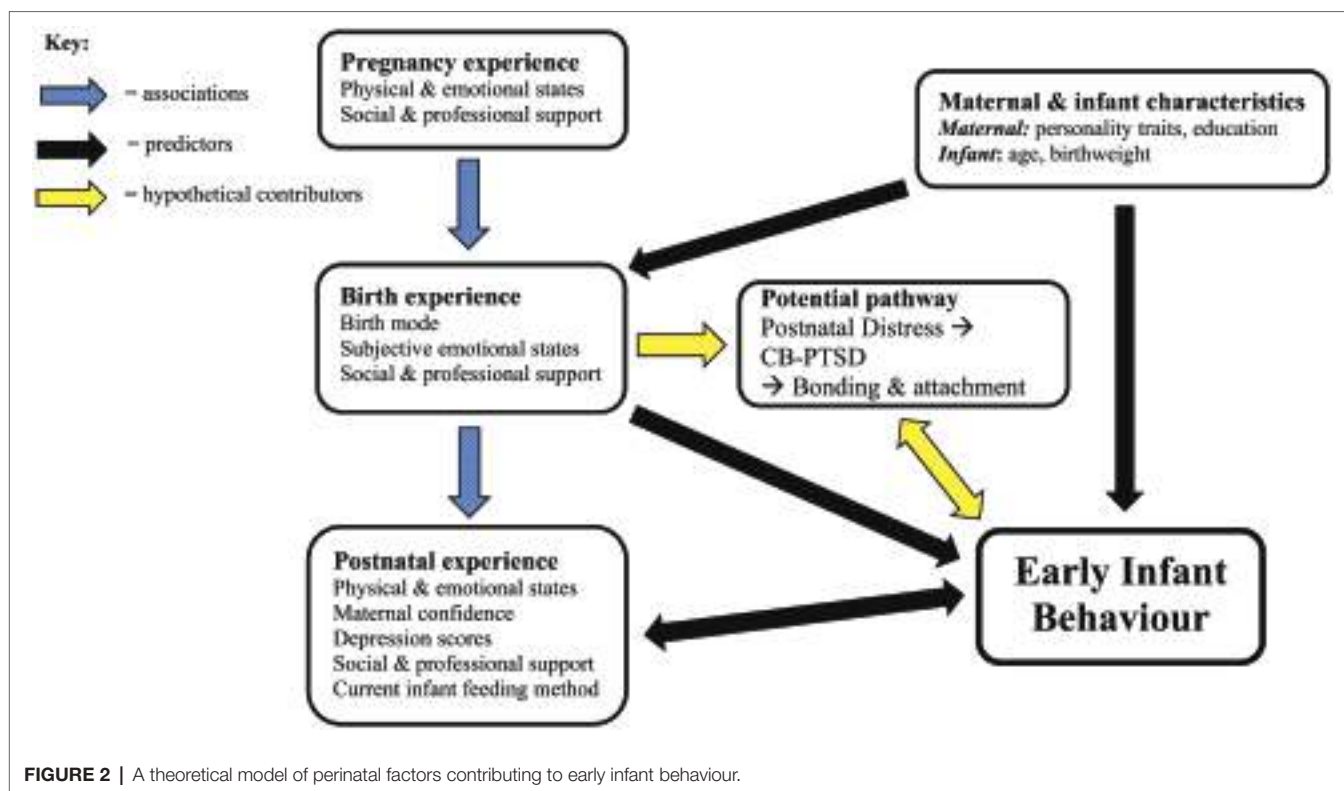 Key:
= associations
= predictors
= hypothetical contributors
Pregnancy experience
Physical & emotional states
Social & professional support
Maternal & infant characteristics
Maternal: personality traits, education
Infant: age, birthweight
Birth experience
Birth mode
Subjective emotional states
Social & professional support
Potential pathway
Postnatal Distress →
CB-PTSD
→ Bonding & attachment
Postnatal experience
Physical & emotional states
Maternal confidence
Depression scores
Social & professional support
Current infant feeding method
Early Infant
Behaviour
FIGURE 2 | A theoretical model of perinatal factors contributing to early infant behaviour.